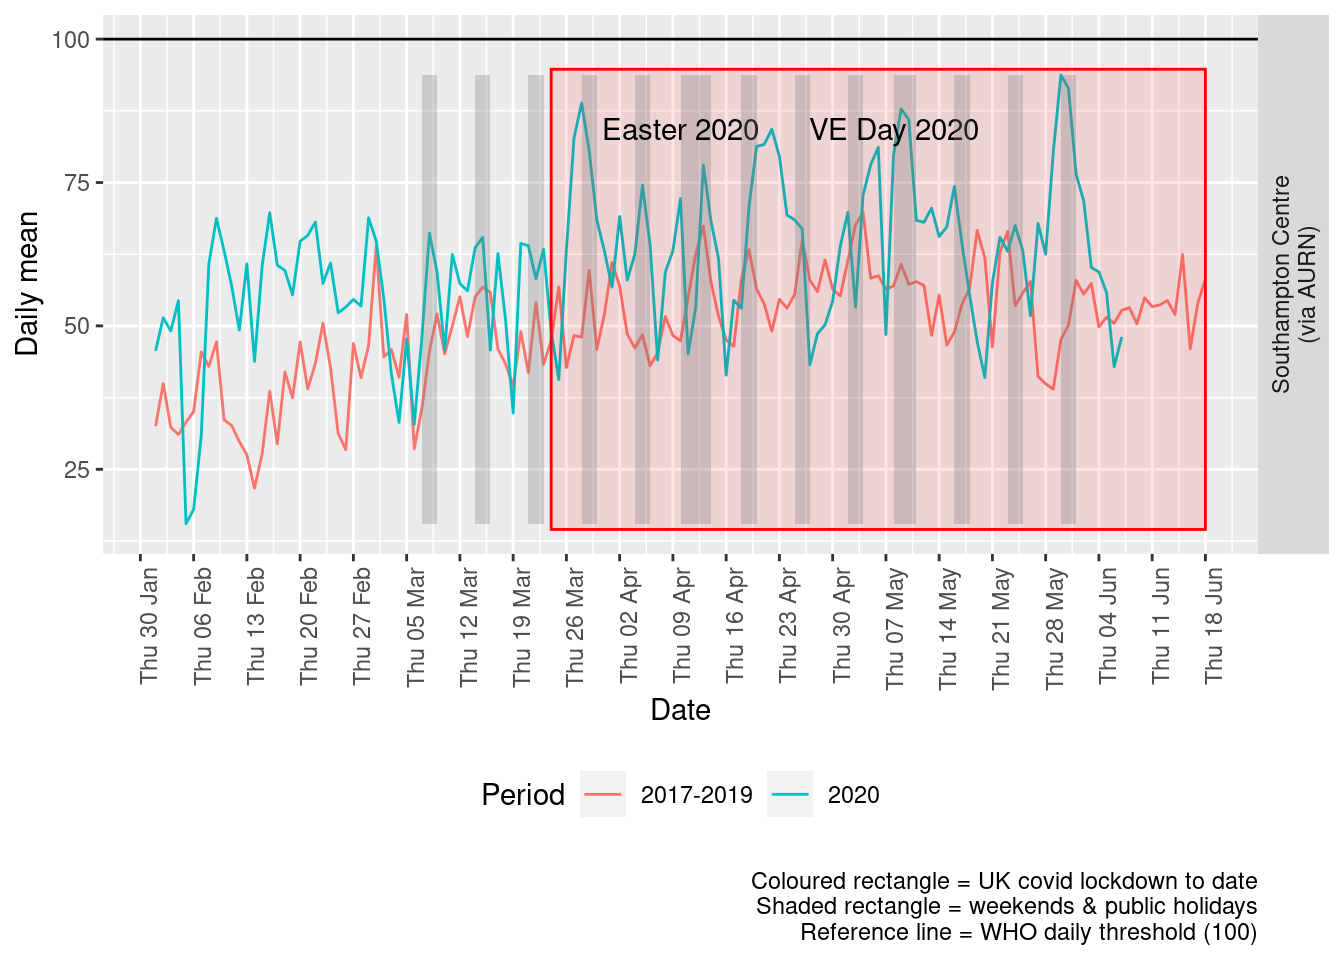 100
75
50
25
Daily mean
Easter 2020
VE Day 2020
Southampton Centre
(via AURN)
Thu 30 Jan
Thu 06 Feb
Thu 13 Feb
Thu 20 Feb
Thu 27 Feb
Thu 05 Mar
Thu 12 Mar
Thu 19 Mar
Thu 26 Mar
Thu 02 Apr
Thu 09 Apr
Thu 16 Apr
Thu 23 Apr
Thu 30 Apr
Thu 07 May
Thu 14 May
Thu 21 May
Thu 28 May
Thu 04 Jun
Thu 11 Jun
Thu 18 Jun
Date
Period
2017-2019
2020
Coloured rectangle = UK covid lockdown to date
Shaded rectangle = weekends & public holidays
Reference line = WHO daily threshold (100)